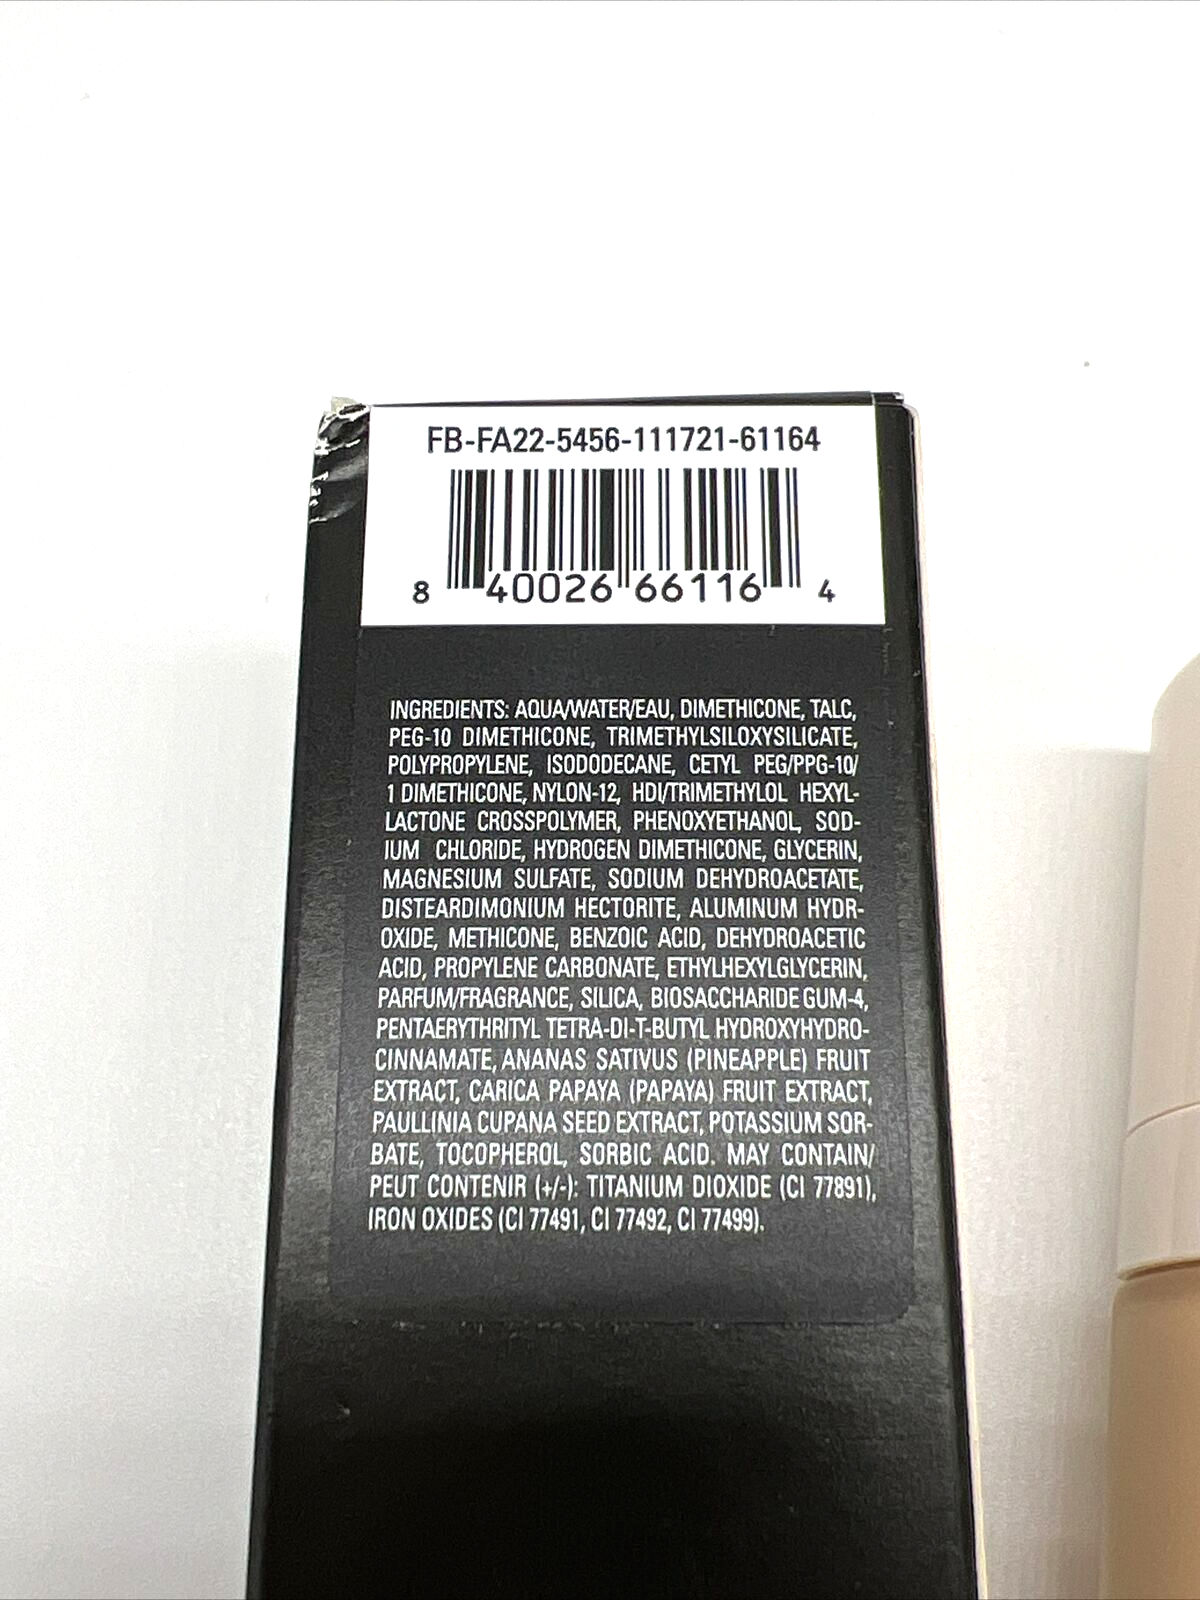 FB-FA22-5456-111721-61164
8 40026 66116 4
INGREDIENTS: AQUA/WATER/EAU, DIMETHICONE, TALC,
PEG-10 DIMETHICONE, TRIMETHYLSILOXYSILICATE,
POLYPROPYLENE, ISODODECANE, CETYL PEG/PPG-10/
1 DIMETHICONE, NYLON-12, HDI/TRIMETHYLOL HEXYL-
LACTONE CROSSPOLYMER, PHENOXYETHANOL, SOD-
IUM CHLORIDE, HYDROGEN DIMETHICONE, GLYCERIN,
MAGNESIUM SULFATE, SODIUM DEHYDROACETATE,
DISTEARDIMONIUM HECTORITE, ALUMINUM HYDR-
OXIDE, METHICONE, BENZOIC ACID, DEHYDROACETIC
ACID, PROPYLENE CARBONATE, ETHYLHEXYLGLYCERIN,
PARFUM/FRAGRANCE, SILICA, BIOSACCHARIDE GUM-4,
PENTAERYTHRITYL TETRA-DI-T-BUTYL HYDROXYHYDRO-
CINNAMATE, ANANAS SATIVUS (PINEAPPLE) FRUIT
EXTRACT, CARICA PAPAYA (PAPAYA) FRUIT EXTRACT,
PAULLINIA CUPANA SEED EXTRACT, POTASSIUM SOR-
BATE, TOCOPHEROL, SORBIC ACID. MAY CONTAIN/
PEUT CONTENIR (+/-): TITANIUM DIOXIDE (CI 77891),
IRON OXIDES (CI 77491, CI 77492, CI 77499).